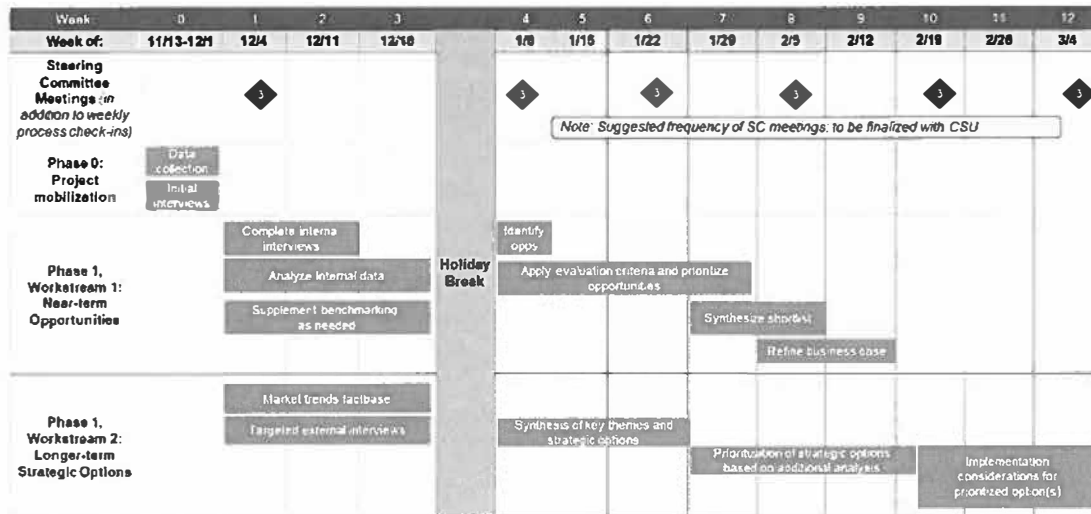 Week: 0 1 2 3 4 5 6 7 8 9 10 11 12
Week of: 11/13-12/1 12/4 12/11 12/18 1/8 1/15 1/22 1/29 2/5 2/12 2/19 2/26 3/4
Steering
Committee
Meetings (in
addition to weekly
process check-ins)
3 3 3 3 3 3
Note: Suggested frequency of SC meetings; to be finalized with CSU
Phase 0:
Project
mobilization
Data
collection
Initial
interviews
Phase 1,
Workstream 1:
Near-term
Opportunities
Complete internal
interviews
Analyze internal data
Supplement benchmarking
as needed
Holiday
Break
Identify
opps
Apply evaluation criteria and prioritize
opportunities
Synthesize shortlist
Refine business case
Phase 1,
Workstream 2:
Longer-term
Strategic Options
Market trends factbase
Targeted external interviews
Synthesis of key themes and
strategic options
Prioritization of strategic options
based on additional analysis
Implementation
considerations for
prioritized option(s)